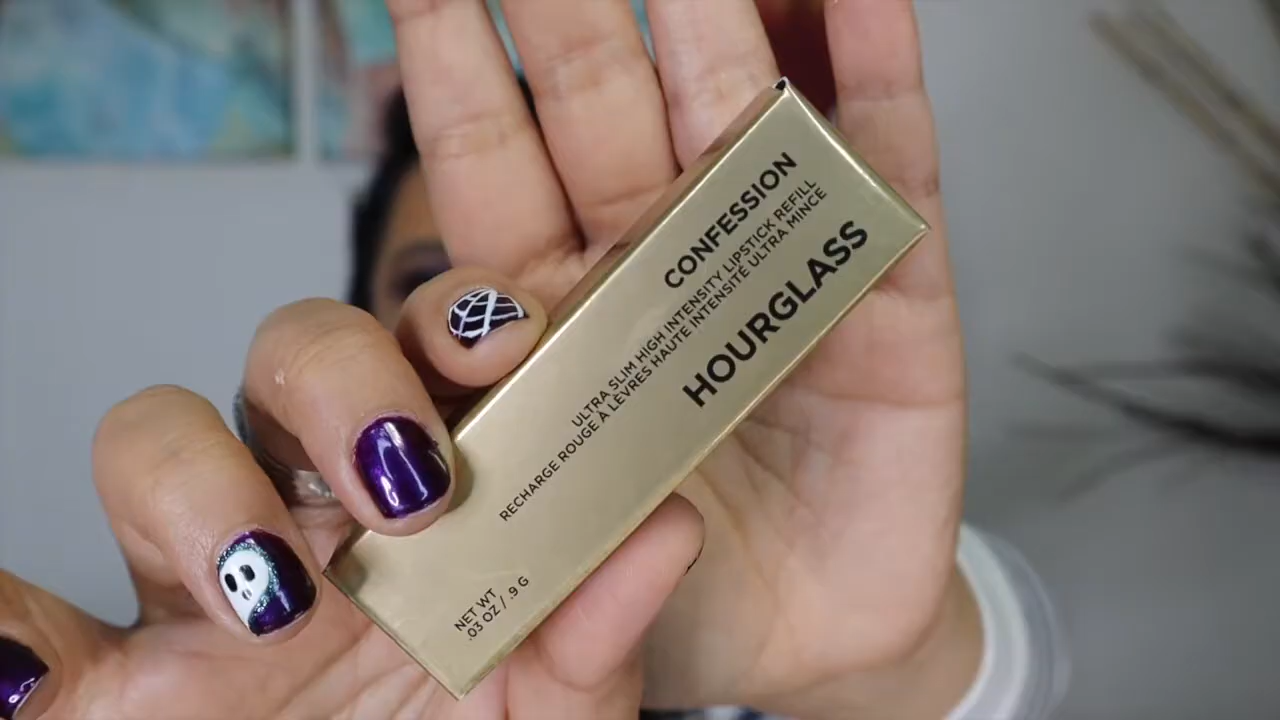 CONFESSION
ULTRA SLIM HIGH INTENSITY LIPSTICK REFILL
RECHARGE ROUGE À LÈVRES HAUTE INTENSITÉ ULTRA MINCE
HOURGLASS
NET WT
.03 OZ / .9 G